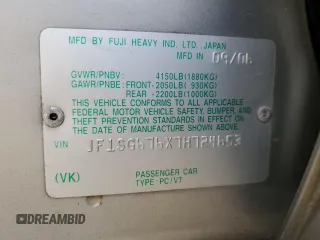 MFD BY FUJI HEAVY IND. LTD. JAPAN
MFD IN 09/06
GVWR/PNBV: 4150LB(1880KG)
GAWR/PNBE:FRONT-2050LB( 930KG)
REAR -2200LB(1000KG)
THIS VEHICLE CONFORMS TO ALL APPLICABLE
FEDERAL MOTOR VEHICLE SAFETY, BUMPER, AND
THEFT PREVENTION STANDARDS IN EFFECT ON
THE DATE OF MANUFACTURE SHOWN ABOVE.
VIN JF1SG676X7H724653
(VK) PASSENGER CAR
TYPE:PC/VT
DREAMBID